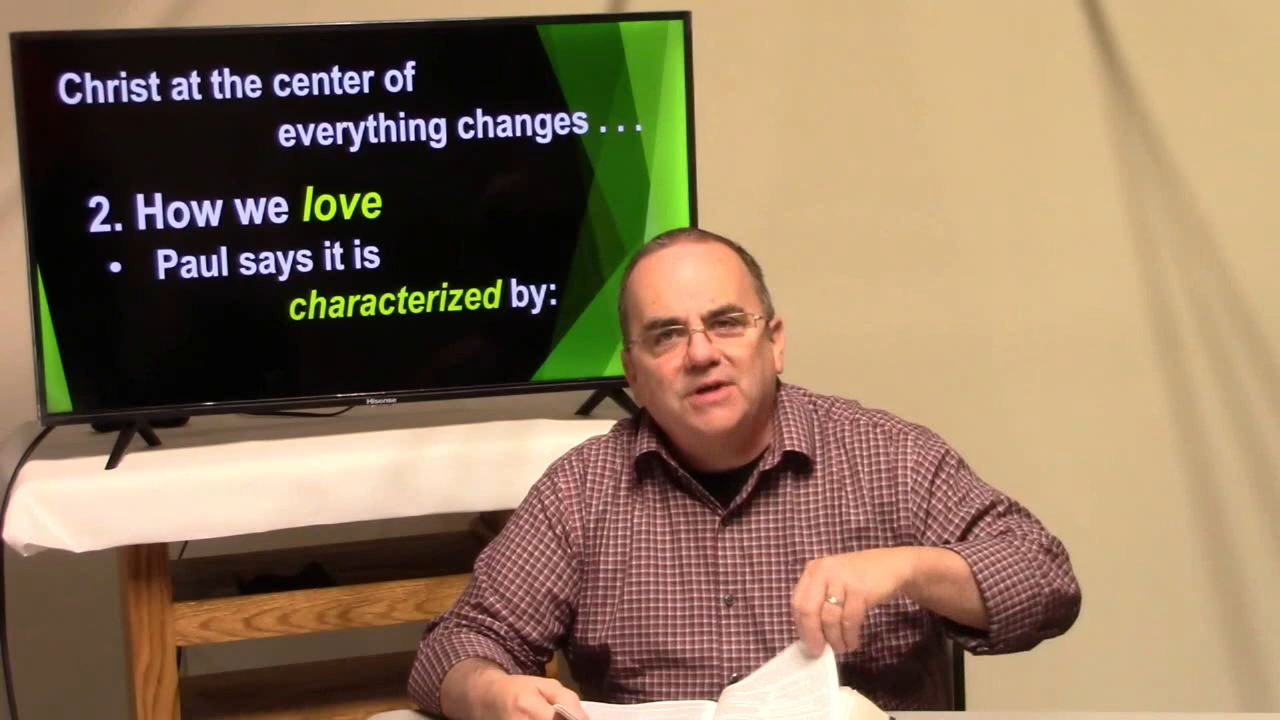 Christ at the center of
everything changes . . .
2. How we love
• Paul says it is
characterized by:
Hisense